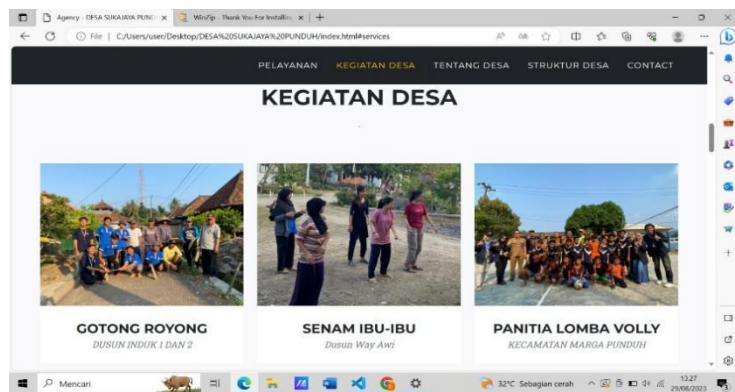 Agency - DESA SUKAJAYA PUND
WinZip - Thank You For Installing
File | C:/Users/user/Desktop/DESA%20SUKAJAYA%20PUNDUH/index.html#services
PELAYANAN KEGIATAN DESA TENTANG DESA STRUKTUR DESA CONTACT
KEGIATAN DESA
GOTONG ROYONG
DUSUN INDUK 1 DAN 2
SENAM IBU-IBU
Dusun Way Awi
PANITIA LOMBA VOLLY
KECAMATAN MARGA PUNDUH
Mencari
32°C Sebagian cerah
13.27
29/08/2023